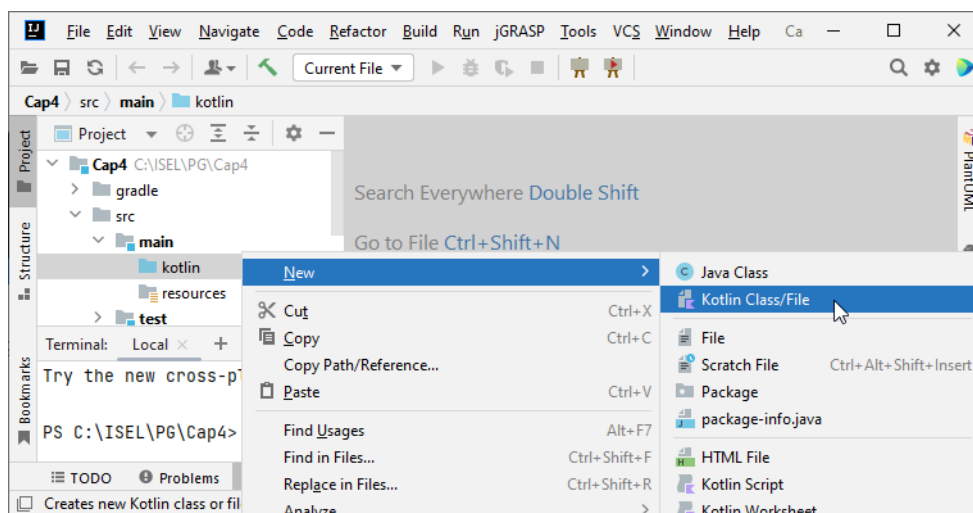 IJ File Edit View Navigate Code Refactor Build Run jGRASP Tools VCS Window Help Ca
Current File
Cap4 src main kotlin
Project
Project
Cap4 C:\ISEL\PG\Cap4
gradle
src
main
kotlin
resources
test
Structure
Bookmarks
PlantUML
Search Everywhere Double Shift
Go to File Ctrl+Shift+N
Terminal: Local × +
Try the new cross-pl
PS C:\ISEL\PG\Cap4>
TODO Problems
Creates new Kotlin class or fil
New
Cut Ctrl+X
Copy Ctrl+C
Copy Path/Reference...
Paste Ctrl+V
Find Usages Alt+F7
Find in Files... Ctrl+Shift+F
Replace in Files... Ctrl+Shift+R
Analyze
Java Class
Kotlin Class/File
File
Scratch File Ctrl+Alt+Shift+Insert
Package
package-info.java
HTML File
Kotlin Script
Kotlin Worksheet